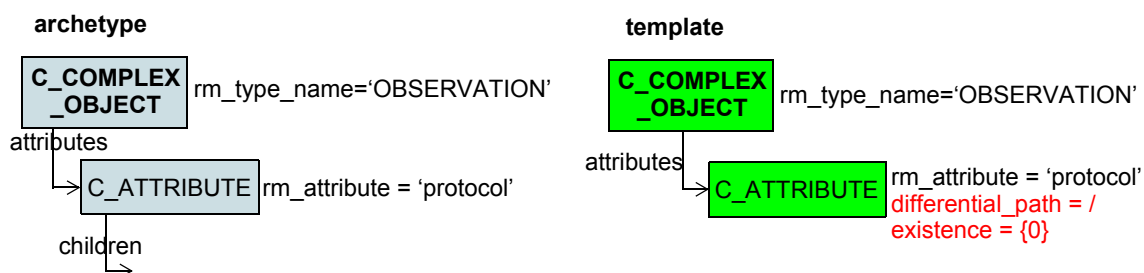 archetype
C_COMPLEX
_OBJECT
rm_type_name=‘OBSERVATION’
attributes
C_ATTRIBUTE
rm_attribute = ‘protocol’
children
template
C_COMPLEX
_OBJECT
rm_type_name=‘OBSERVATION’
attributes
C_ATTRIBUTE
rm_attribute = ‘protocol’
differential_path = /
existence = {0}